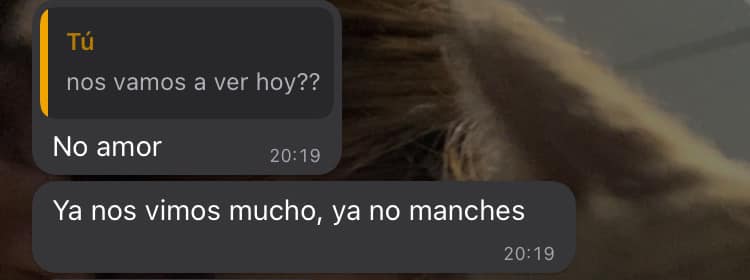 Tú
nos vamos a ver hoy??
No amor
20:19
Ya nos vimos mucho, ya no manches
20:19